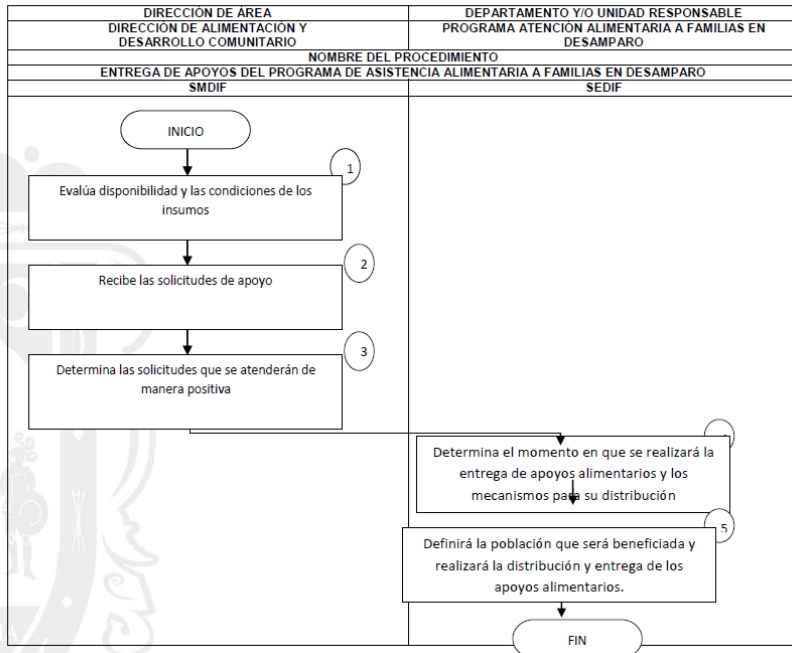 DIRECCIÓN DE ÁREA
DEPARTAMENTO Y/O UNIDAD RESPONSABLE
DIRECCIÓN DE ALIMENTACIÓN Y
DESARROLLO COMUNITARIO
PROGRAMA ATENCIÓN ALIMENTARIA A FAMILIAS EN
DESAMPARO
NOMBRE DEL PROCEDIMIENTO
ENTREGA DE APOYOS DEL PROGRAMA DE ASISTENCIA ALIMENTARIA A FAMILIAS EN DESAMPARO
SMDIF
SEDIF
INICIO
1
Evalúa disponibilidad y las condiciones de los
insumos
2
Recibe las solicitudes de apoyo
3
Determina las solicitudes que se atenderán de
manera positiva
Determina el momento en que se realizará la
entrega de apoyos alimentarios y los
mecanismos para su distribución
5
Definirá la población que será beneficiada y
realizará la distribución y entrega de los
apoyos alimentarios.
FIN